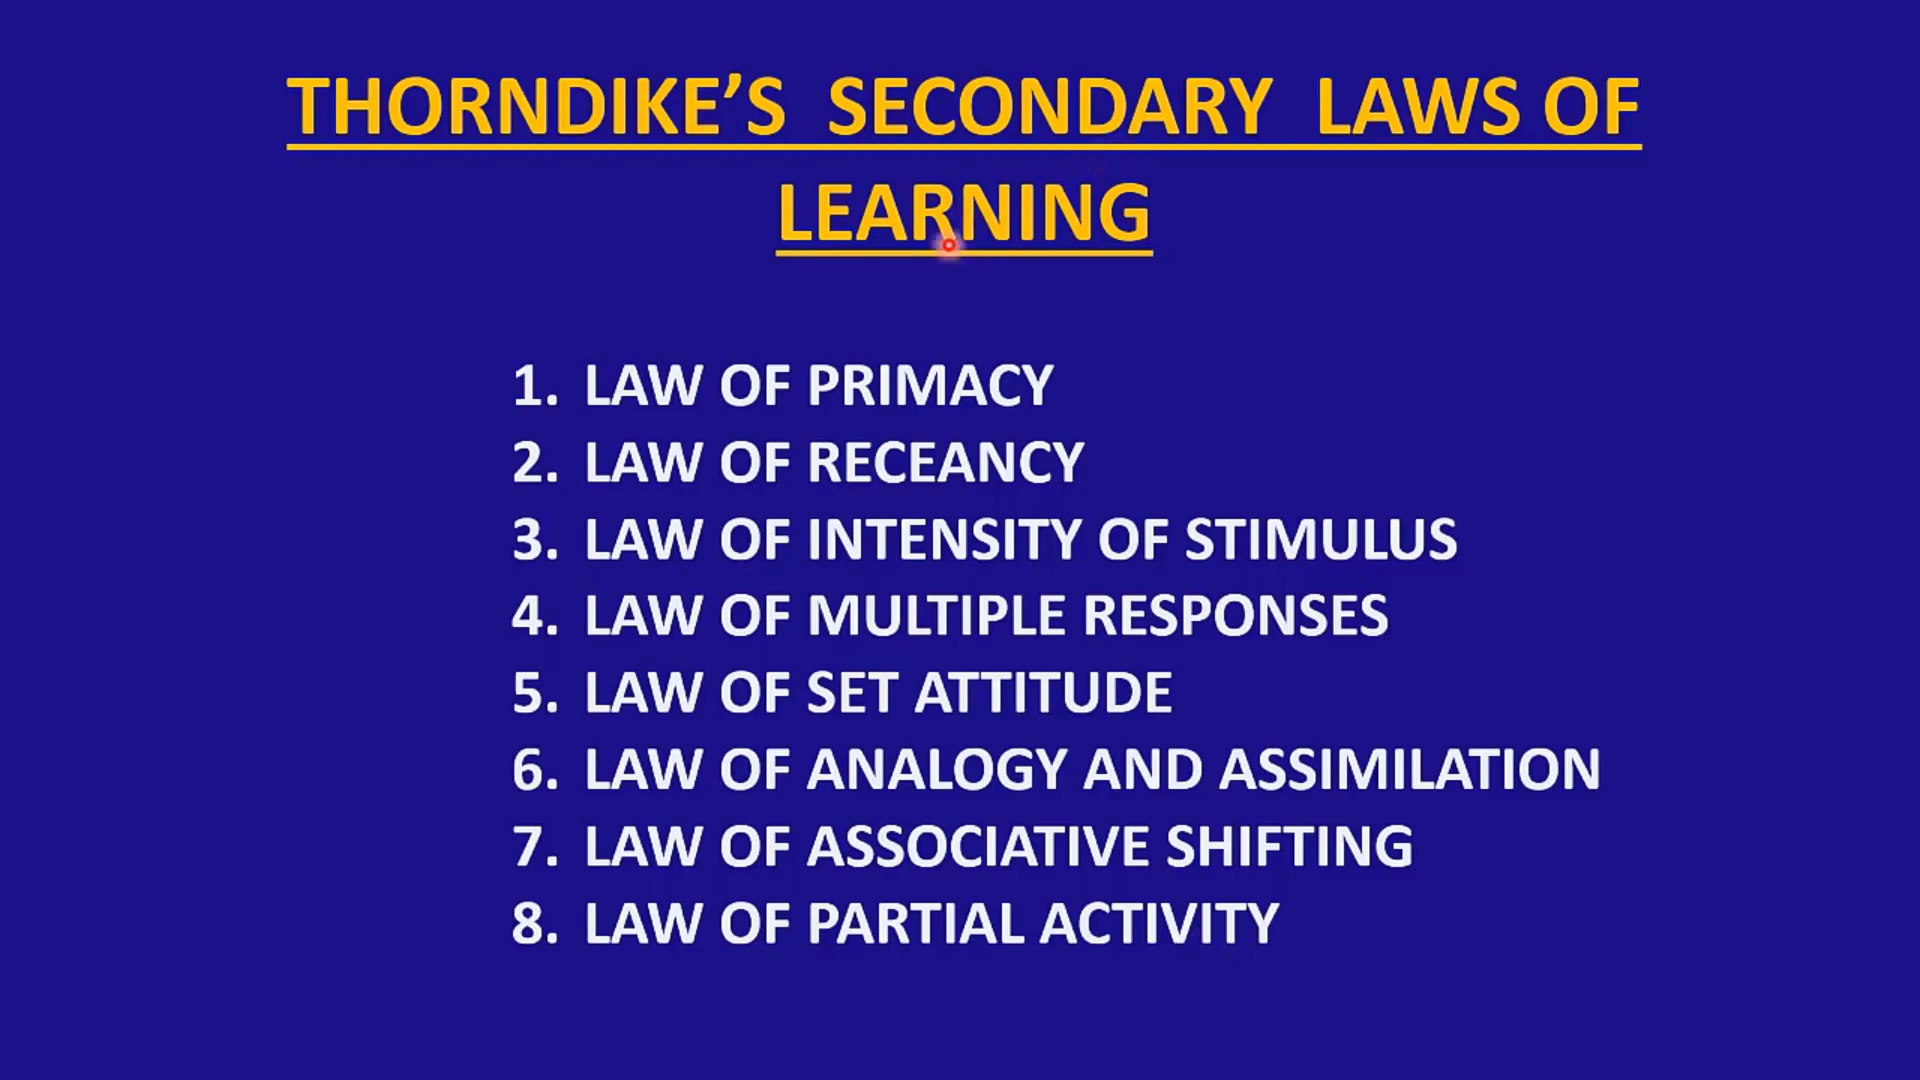 THORNDIKE’S SECONDARY LAWS OF
LEARNING
1. LAW OF PRIMACY
2. LAW OF RECEANCY
3. LAW OF INTENSITY OF STIMULUS
4. LAW OF MULTIPLE RESPONSES
5. LAW OF SET ATTITUDE
6. LAW OF ANALOGY AND ASSIMILATION
7. LAW OF ASSOCIATIVE SHIFTING
8. LAW OF PARTIAL ACTIVITY